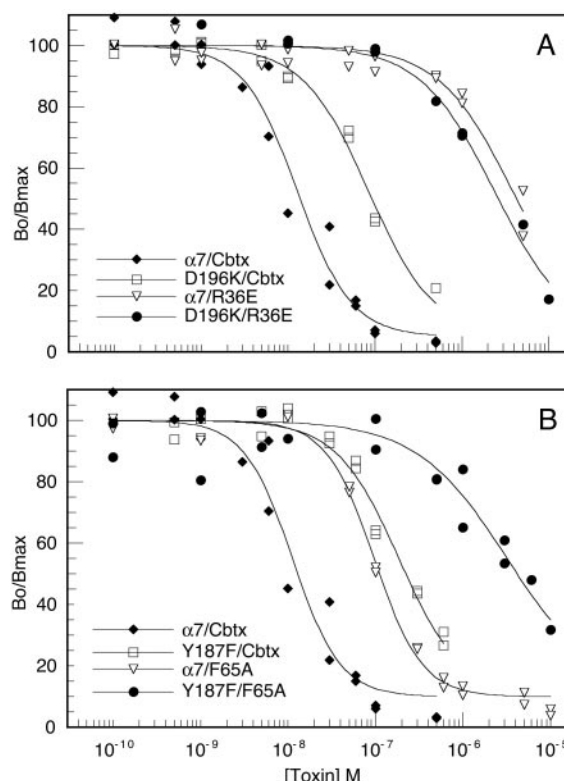 A
Bo/Bmax
100
80
60
40
20
0
α7/Cbtx
D196K/Cbtx
α7/R36E
D196K/R36E
B
Bo/Bmax
100
80
60
40
20
0
α7/Cbtx
Y187F/Cbtx
α7/F65A
Y187F/F65A
10⁻¹⁰ 10⁻⁹ 10⁻⁸ 10⁻⁷ 10⁻⁶ 10⁻⁵
[Toxin] M